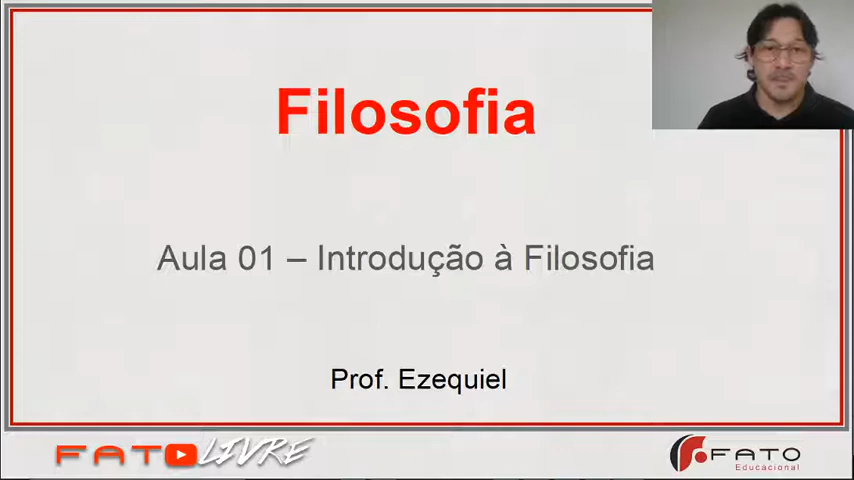 Filosofia
Aula 01 – Introdução à Filosofia
Prof. Ezequiel
FATO LIVRE
FATO
Educacional